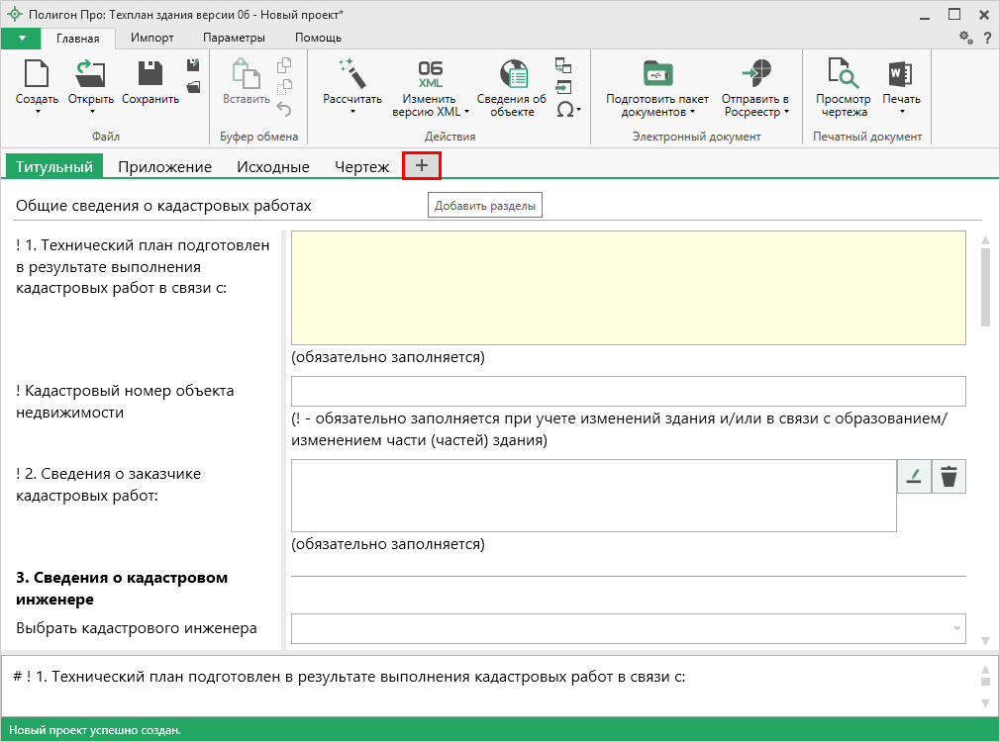 Полигон Про: Техплан здания версии 06 - Новый проект*
Главная Импорт Параметры Помощь
?
Создать Открыть Сохранить
Файл
Вставить
Буфер обмена
Рассчитать
06
XML
Изменить
версию XML
Сведения об
объекте
Ω
Действия
Подготовить пакет
документов
Отправить в
Росреестр
Электронный документ
Просмотр
чертежа
W
Печать
Печатный документ
Титульный Приложение Исходные Чертеж +
Общие сведения о кадастровых работах
Добавить разделы
! 1. Технический план подготовлен
в результате выполнения
кадастровых работ в связи с:
(обязательно заполняется)
! Кадастровый номер объекта
недвижимости
(! - обязательно заполняется при учете изменений здания и/или в связи с образованием/
изменением части (частей) здания)
! 2. Сведения о заказчике
кадастровых работ:
(обязательно заполняется)
3. Сведения о кадастровом
инженере
Выбрать кадастрового инженера
# ! 1. Технический план подготовлен в результате выполнения кадастровых работ в связи с:
Новый проект успешно создан.